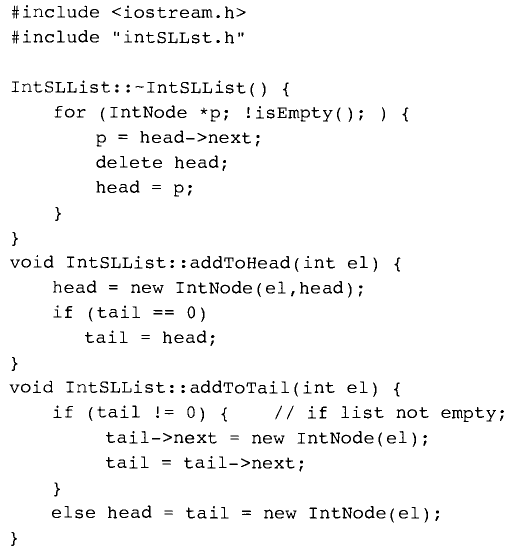 #include <iostream.h>
#include "intSLLst.h"

IntSLList::~IntSLList() {
    for (IntNode *p; !isEmpty(); ) {
        p = head->next;
        delete head;
        head = p;
    }
}
void IntSLList::addToHead(int el) {
    head = new IntNode(el,head);
    if (tail == 0)
       tail = head;
}
void IntSLList::addToTail(int el) {
    if (tail != 0) {    // if list not empty;
         tail->next = new IntNode(el);
         tail = tail->next;
    }
    else head = tail = new IntNode(el);
}